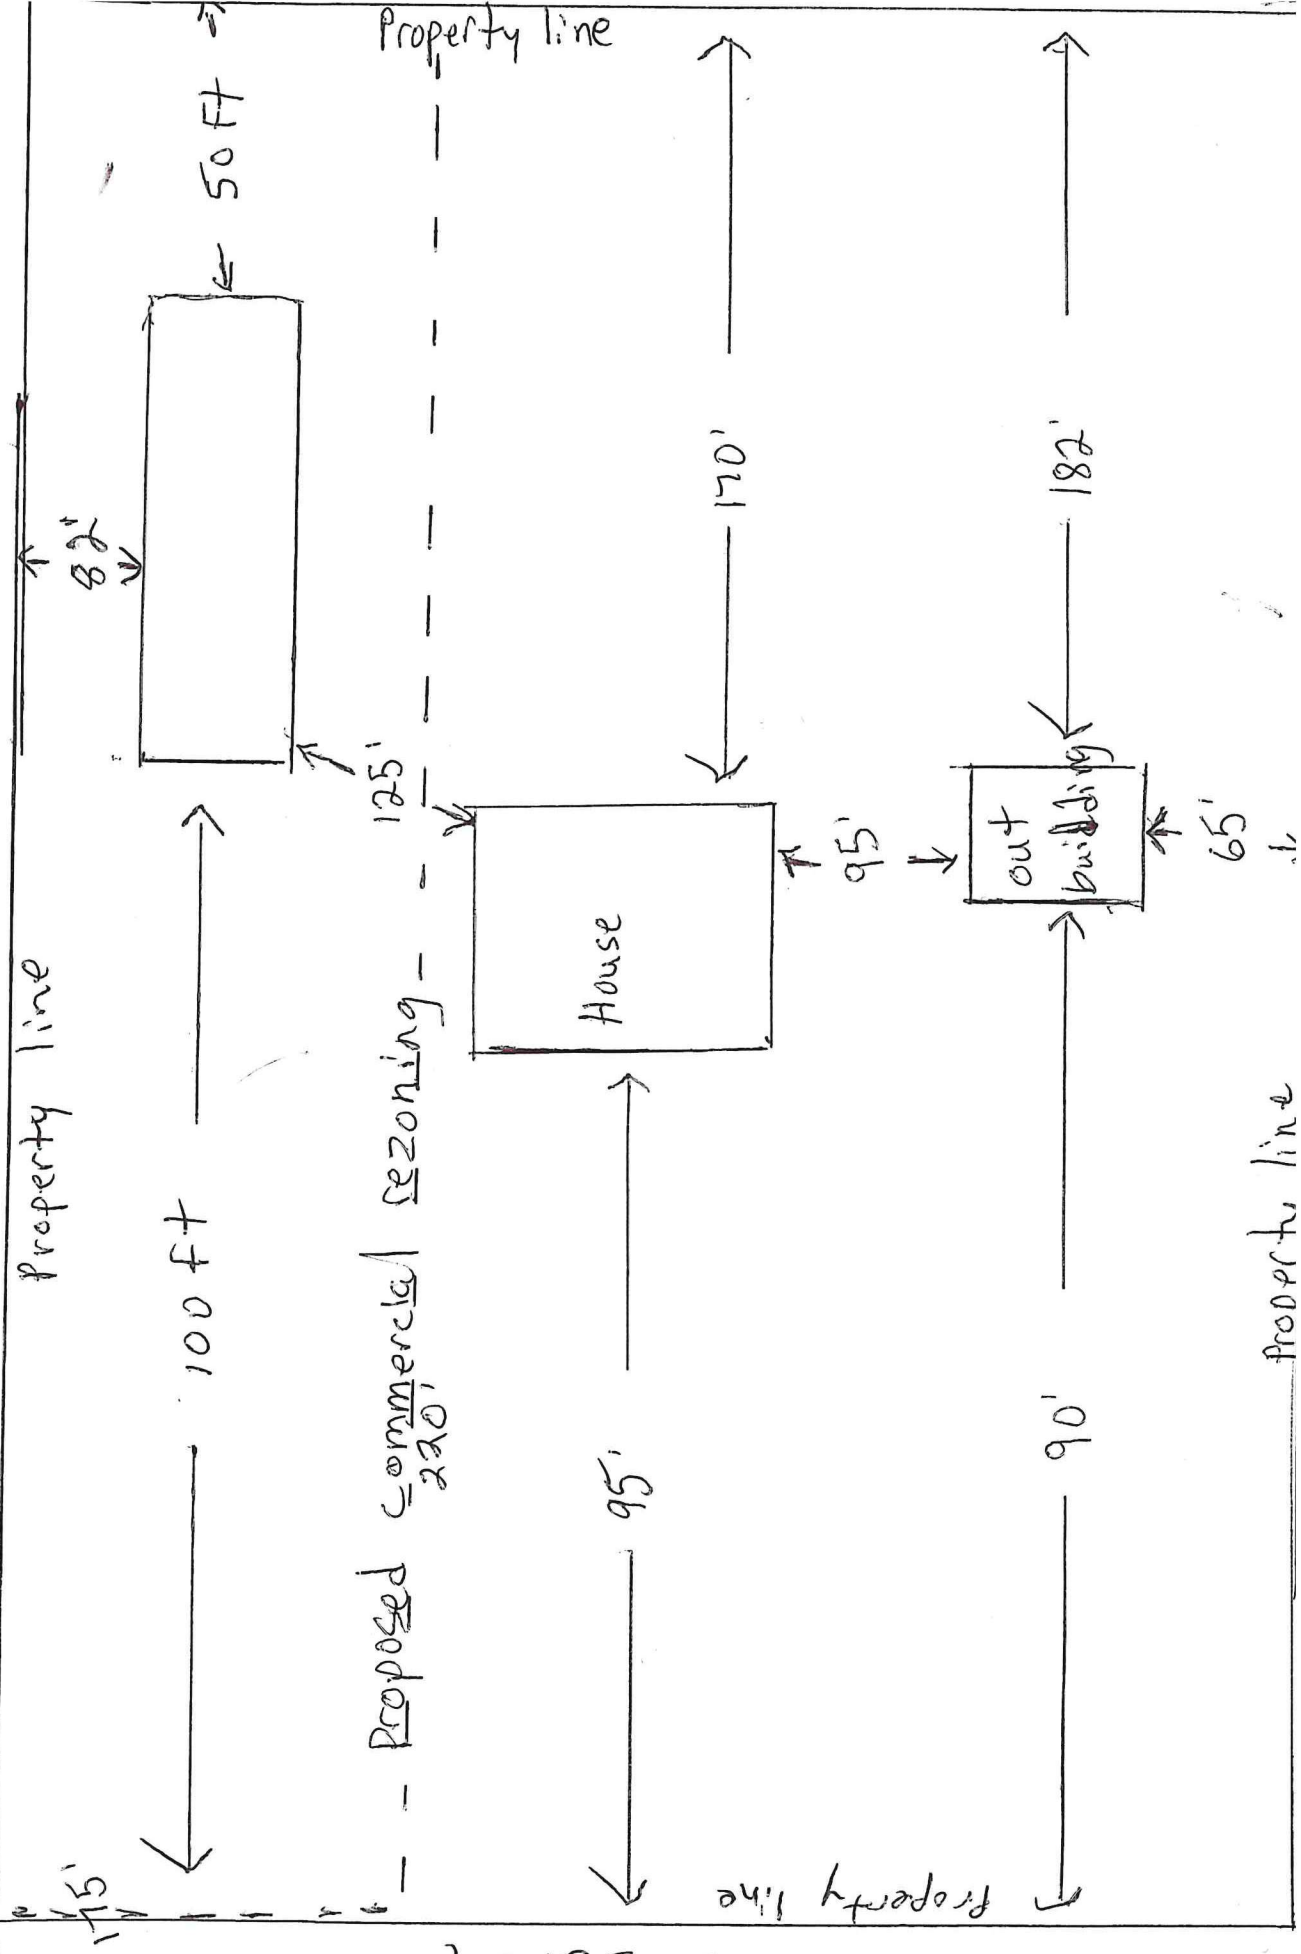 Property line
82'
100 ft
50 Ft
175'
125'
Proposed commercial rezoning
220'
Property line
House
95'
170'
95'
out
building
90'
182'
65'
Property line
Property line